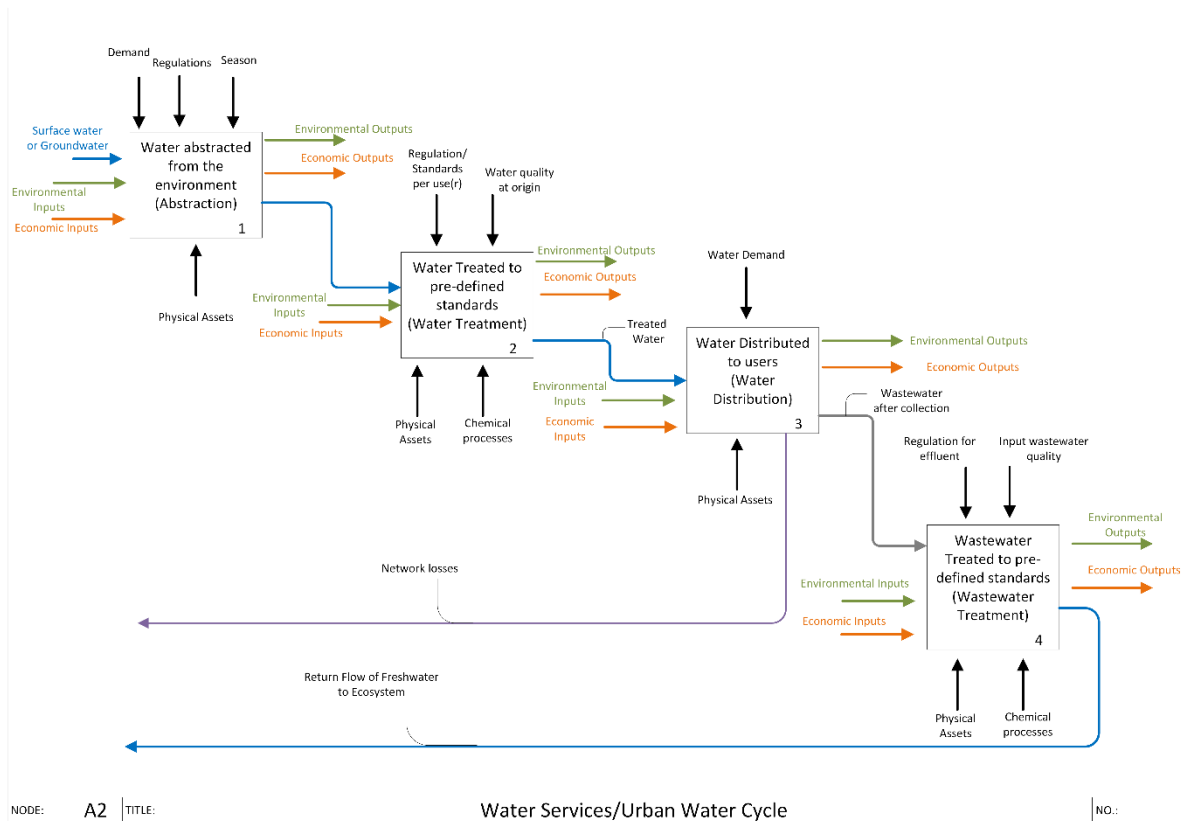 Demand
Regulations
Season
Surface water
or Groundwater
Environmental
Inputs
Economic Inputs
Water abstracted
from the
environment
(Abstraction)
1
Environmental Outputs
Economic Outputs
Physical Assets
Regulation/
Standards
per use(r)
Water quality
at origin
Environmental
Inputs
Economic Inputs
Water Treated to
pre-defined
standards
(Water Treatment)
2
Environmental Outputs
Economic Outputs
Physical
Assets
Chemical
processes
Treated
Water
Water Demand
Environmental
Inputs
Economic
Inputs
Water Distributed
to users
(Water
Distribution)
3
Environmental Outputs
Economic Outputs
Physical Assets
Wastewater
after collection
Regulation for
effluent
Input wastewater
quality
Environmental Inputs
Economic Inputs
Wastewater
Treated to pre-
defined standards
(Wastewater
Treatment)
4
Environmental
Outputs
Economic Outputs
Physical
Assets
Chemical
processes
Network losses
Return Flow of Freshwater
to Ecosystem
NODE: A2 TITLE: Water Services/Urban Water Cycle NO.: